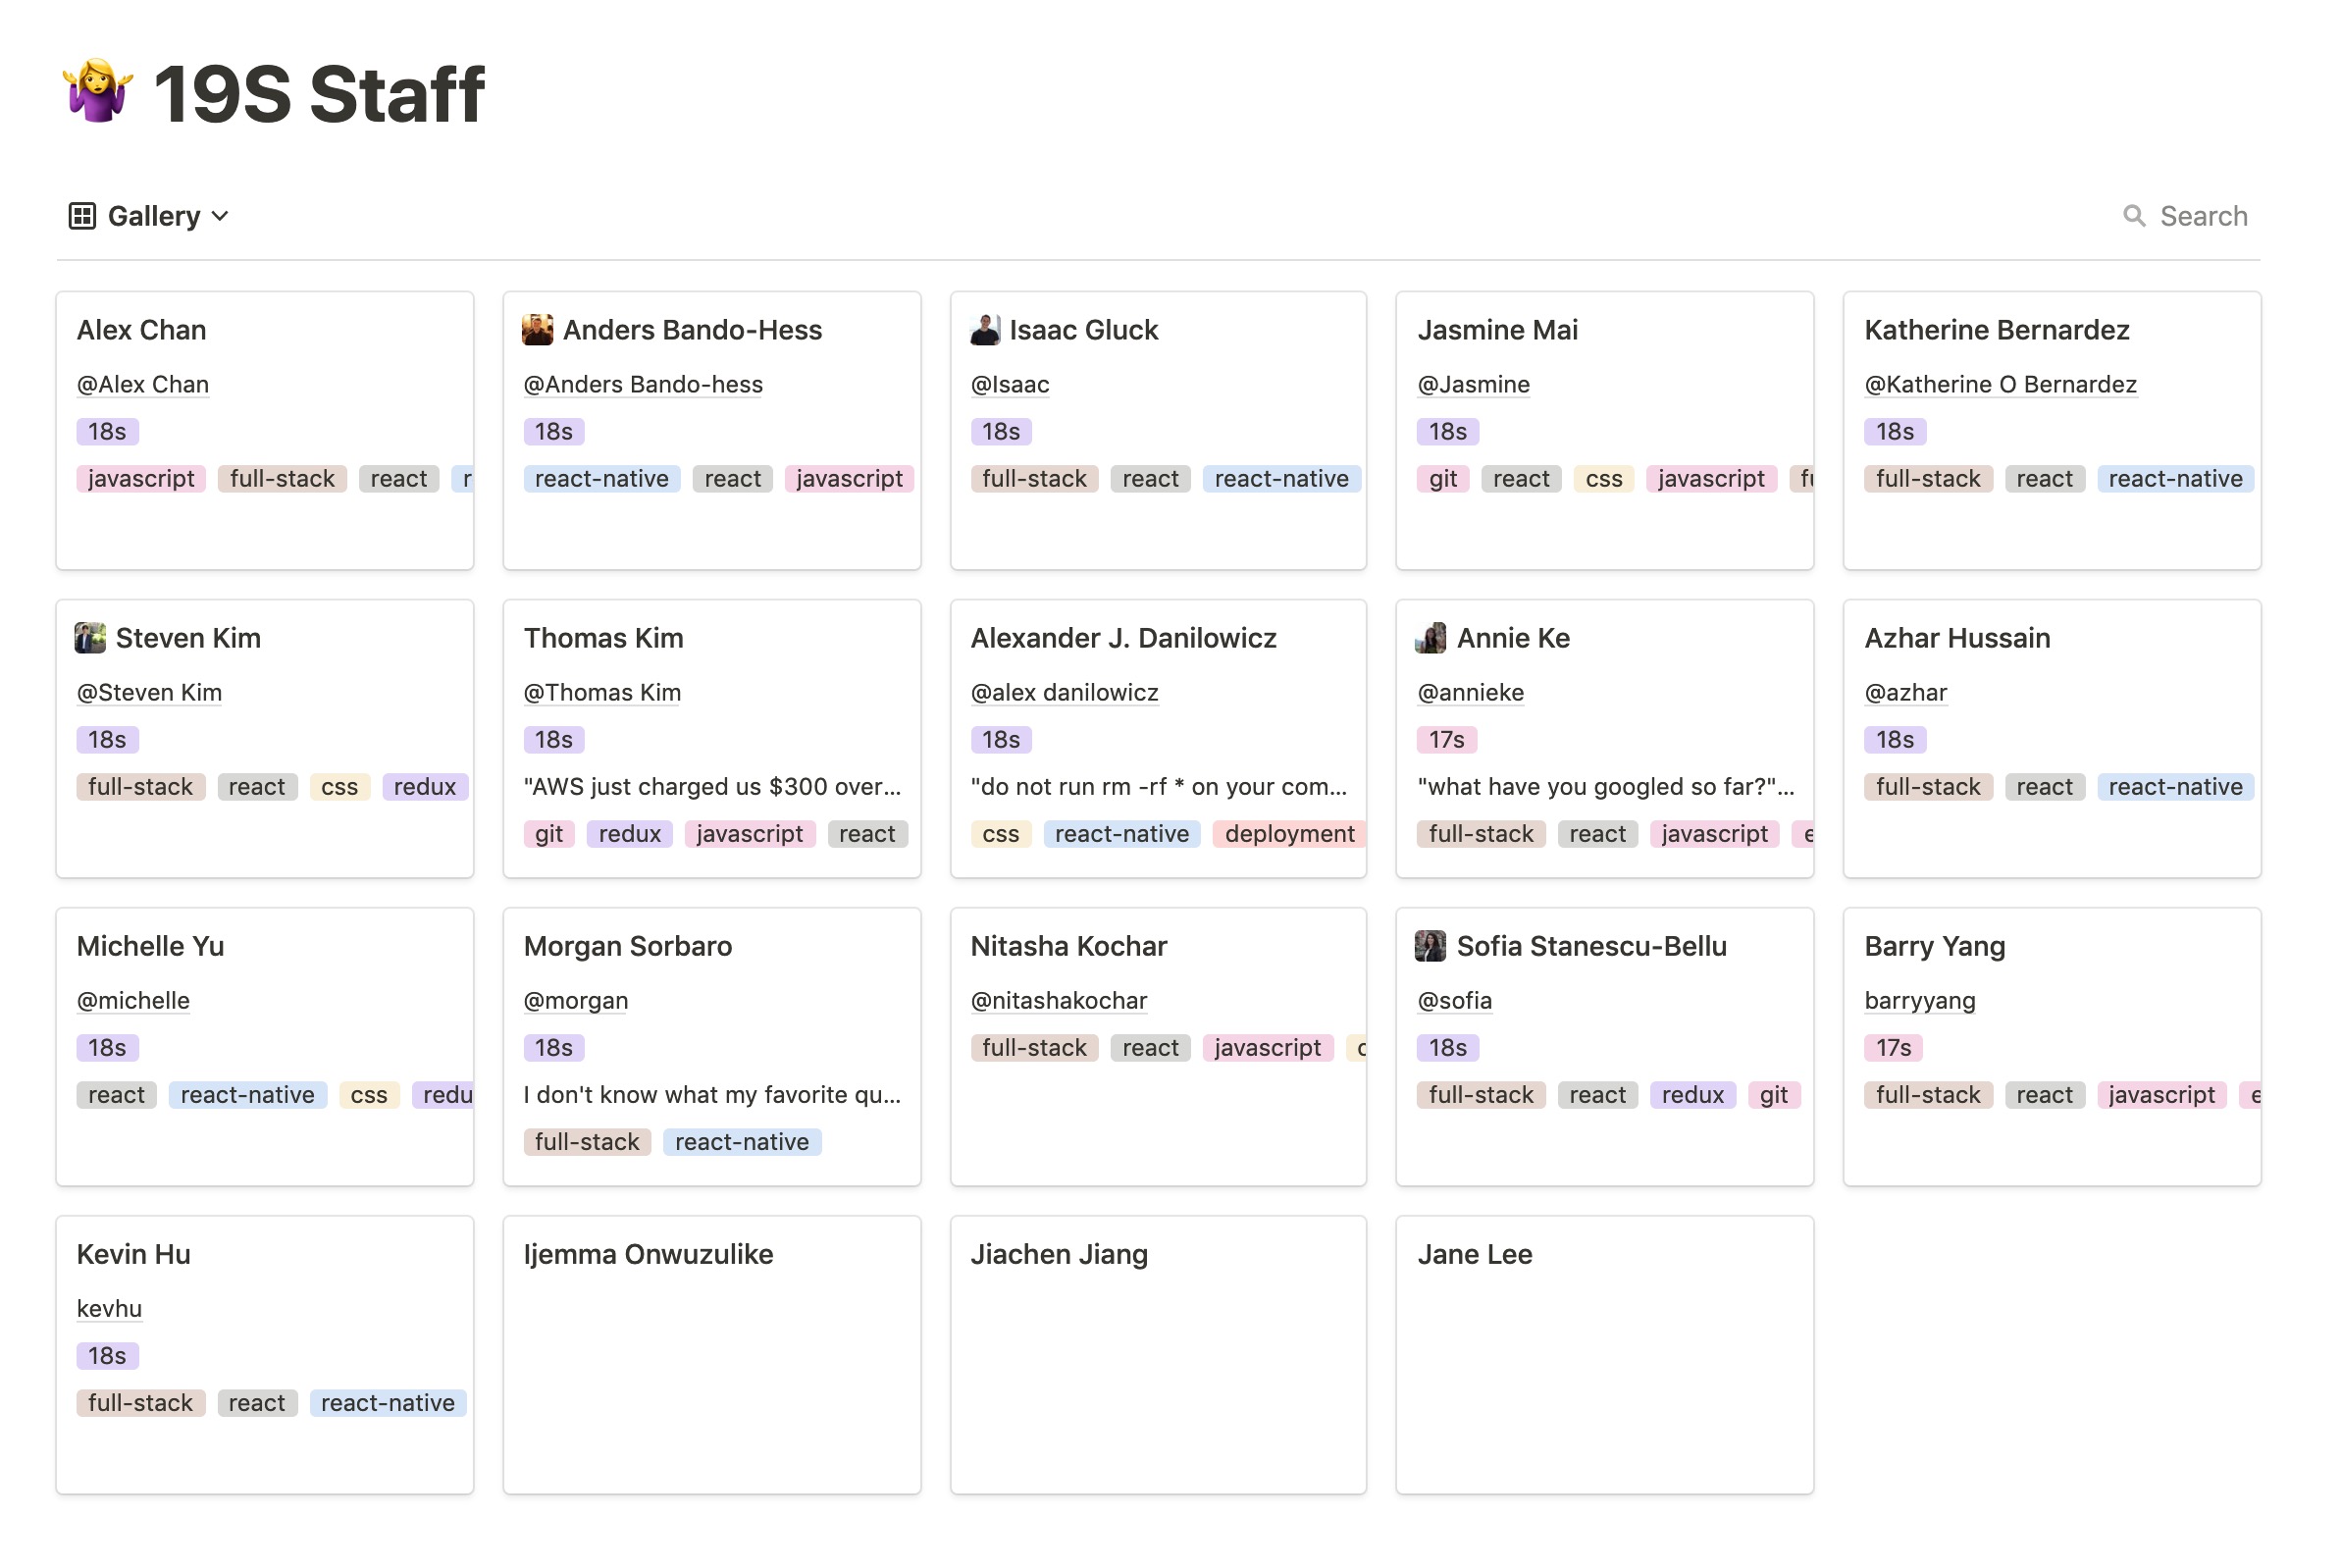 19S Staff
Gallery
Search
Alex Chan
@Alex Chan
18s
javascript full-stack react r
Anders Bando-Hess
@Anders Bando-hess
18s
react-native react javascript
Isaac Gluck
@Isaac
18s
full-stack react react-native
Jasmine Mai
@Jasmine
18s
git react css javascript fu
Katherine Bernardez
@Katherine O Bernardez
18s
full-stack react react-native
Steven Kim
@Steven Kim
18s
full-stack react css redux
Thomas Kim
@Thomas Kim
18s
"AWS just charged us $300 over...
git redux javascript react
Alexander J. Danilowicz
@alex danilowicz
18s
"do not run rm -rf * on your com...
css react-native deployment
Annie Ke
@annieke
17s
"what have you googled so far?"...
full-stack react javascript e
Azhar Hussain
@azhar
18s
full-stack react react-native
Michelle Yu
@michelle
18s
react react-native css redu
Morgan Sorbaro
@morgan
18s
I don't know what my favorite qu...
full-stack react-native
Nitasha Kochar
@nitashakochar
full-stack react javascript c
Sofia Stanescu-Bellu
@sofia
18s
full-stack react redux git
Barry Yang
barryyang
17s
full-stack react javascript e
Kevin Hu
kevhu
18s
full-stack react react-native
Ijemma Onwuzulike
Jiachen Jiang
Jane Lee